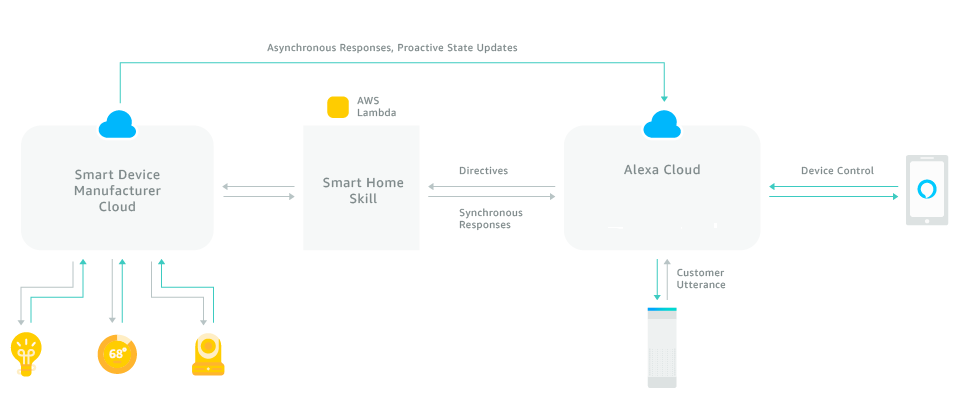 Asynchronous Responses, Proactive State Updates
AWS
Lambda
Smart Device
Manufacturer
Cloud
Smart Home
Skill
Directives
Synchronous
Responses
Alexa Cloud
Device Control
Customer
Utterance
68°